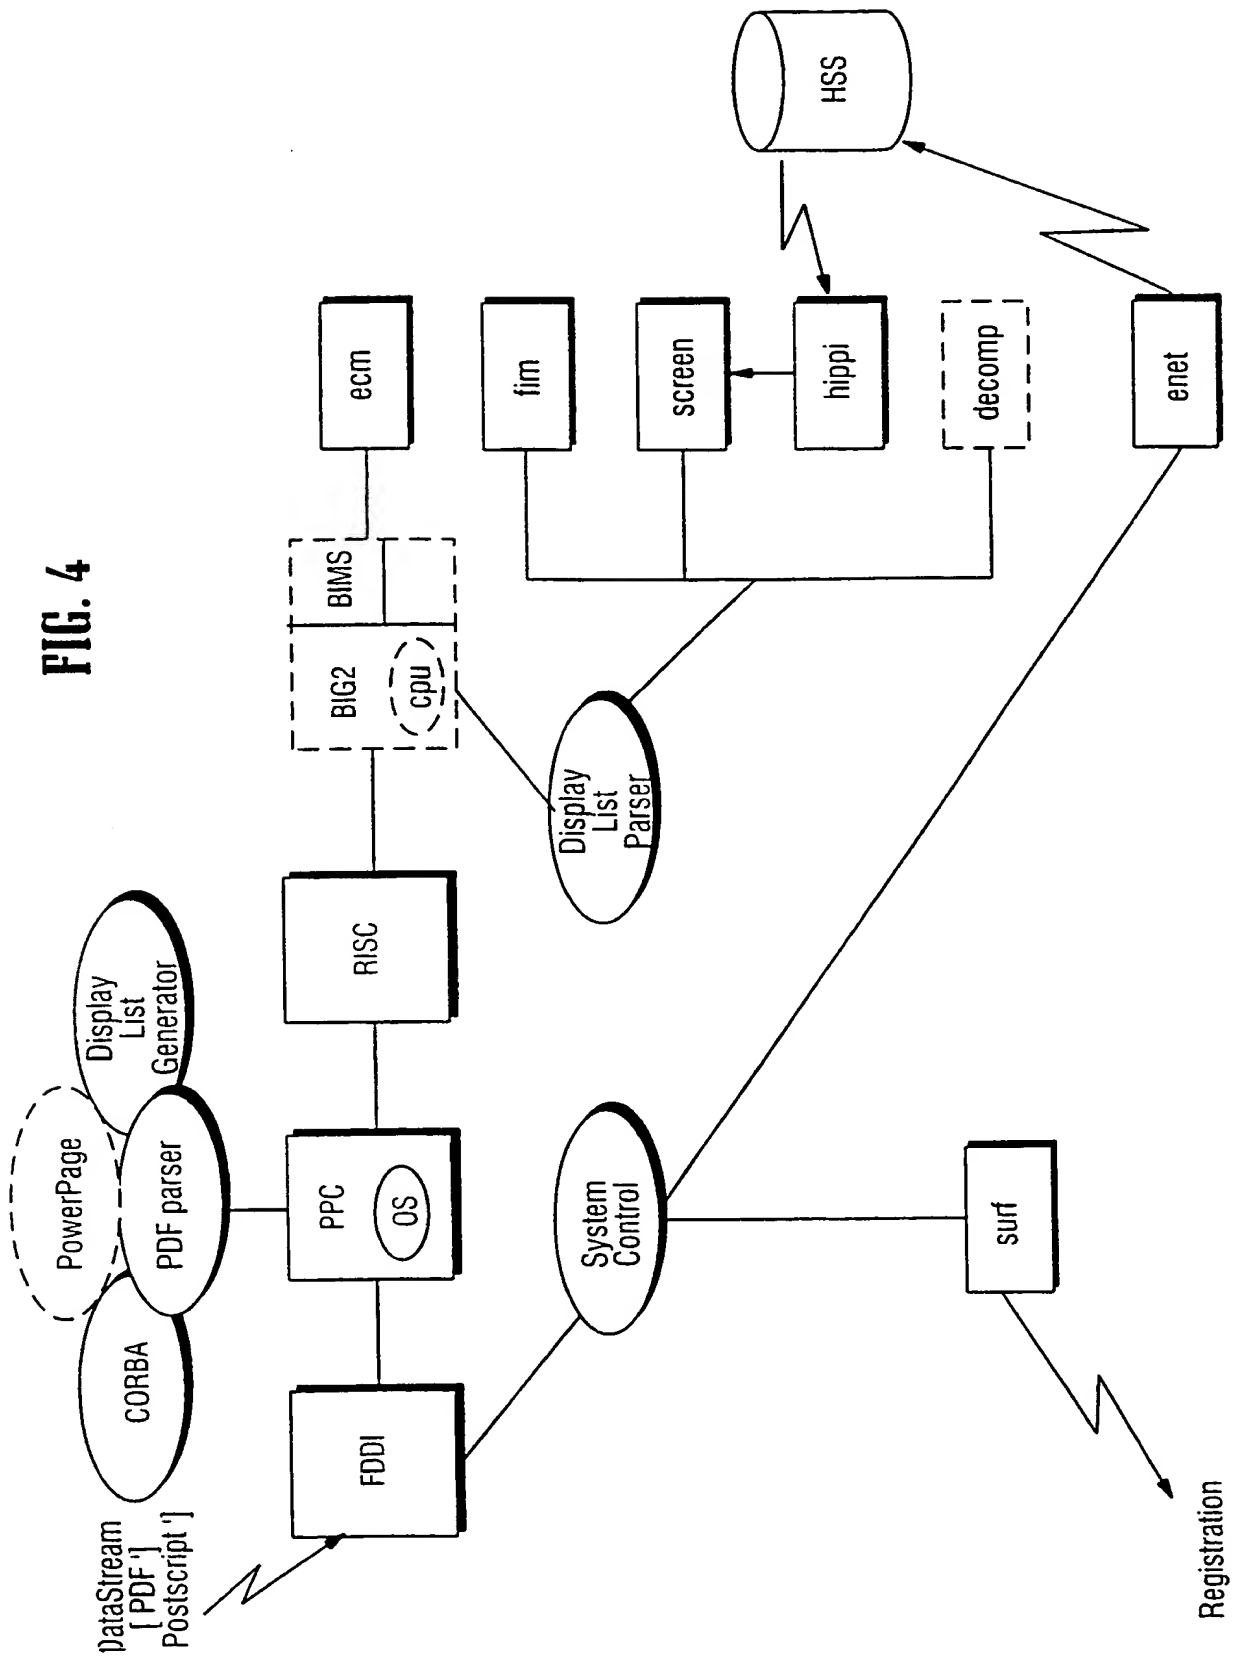 FIG. 4
DataStream
[ PDF ']
Postscript ']
CORBA
PowerPage
PDF parser
Display
List
Generator
FDDI
PPC
OS
RISC
BIG2
cpu
BIMS
ecm
System
Control
Display
List
Parser
fim
screen
hippi
decomp
HSS
surf
enet
Registration